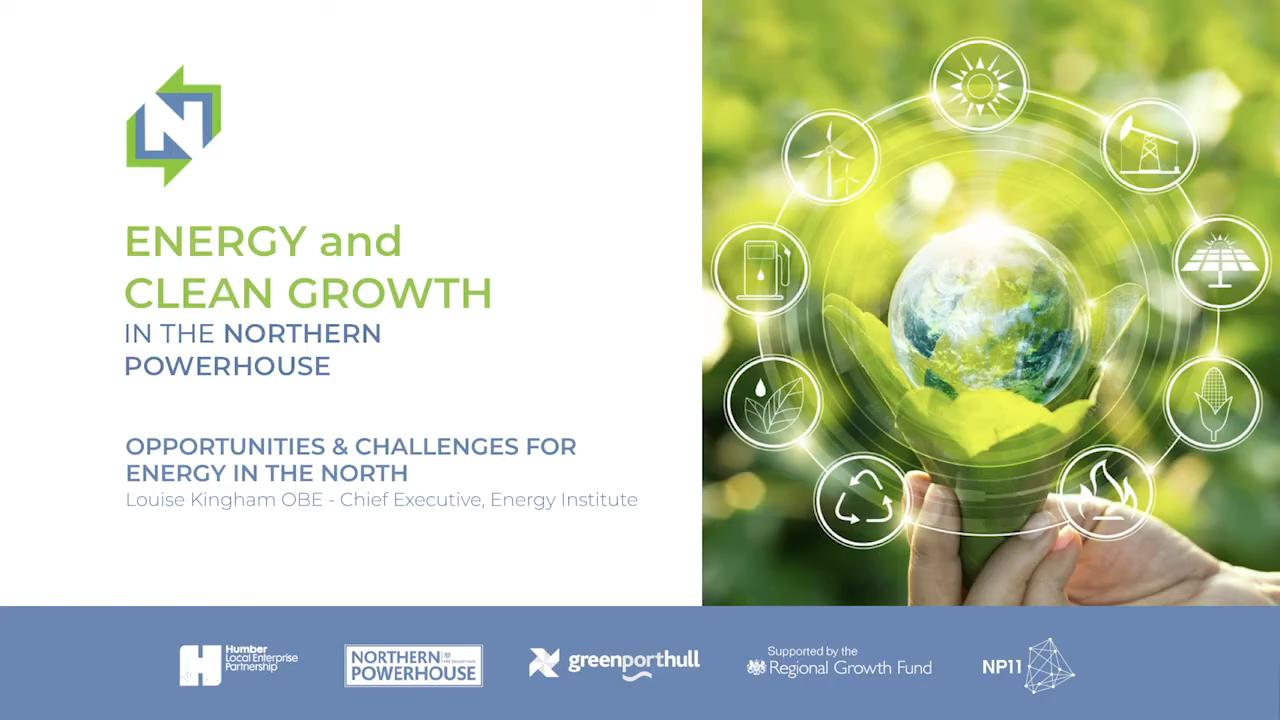 N
ENERGY and
CLEAN GROWTH
IN THE NORTHERN
POWERHOUSE
OPPORTUNITIES & CHALLENGES FOR
ENERGY IN THE NORTH
Louise Kingham OBE - Chief Executive, Energy Institute
H
Humber
Local Enterprise
Partnership
NORTHERN
POWERHOUSE
greenporthull
Supported by the
Regional Growth Fund
NP11